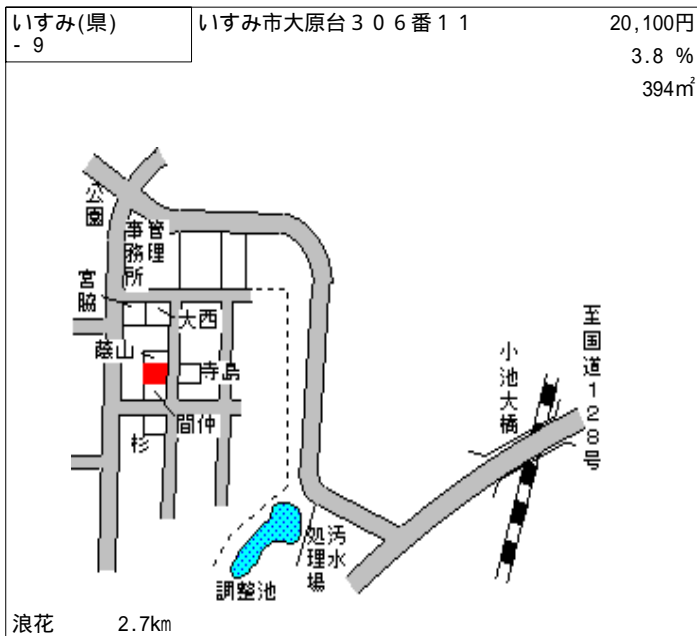 いすみ(県)
- 9
いすみ市大原台３０６番１１
20,100円
3.8 %
394㎡
公園
管理事務所
宮脇
大西
蔭山
寺島
間仲
杉
小池大橋
至国道128号
汚水処理場
調整池
浪花 2.7km